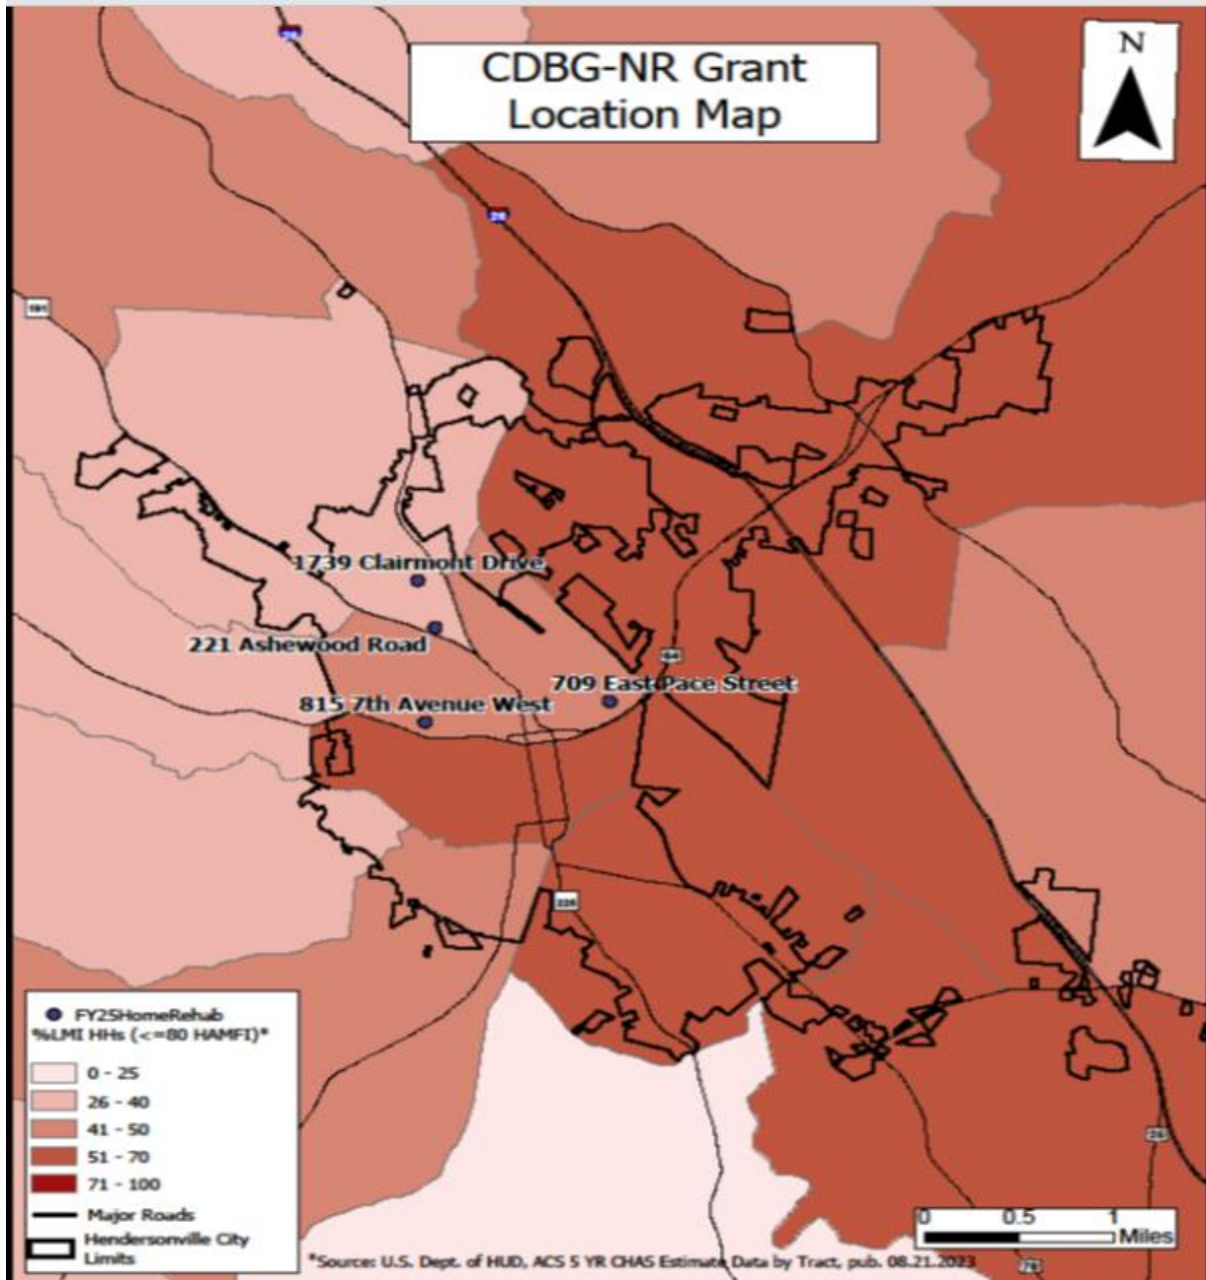 CDBG-NR Grant
Location Map
N
26
26
191
1739 Clairmont Drive
221 Ashewood Road
64
709 East Pace Street
815 7th Avenue West
225
FY25HomeRehab
%LMI HHs (<=80 HAMFI)*
0 - 25
26 - 40
41 - 50
51 - 70
71 - 100
Major Roads
Hendersonville City
Limits
26
0 0.5 1
Miles
*Source: U.S. Dept. of HUD, ACS 5 YR CHAS Estimate Data by Tract, pub. 08.21.2023